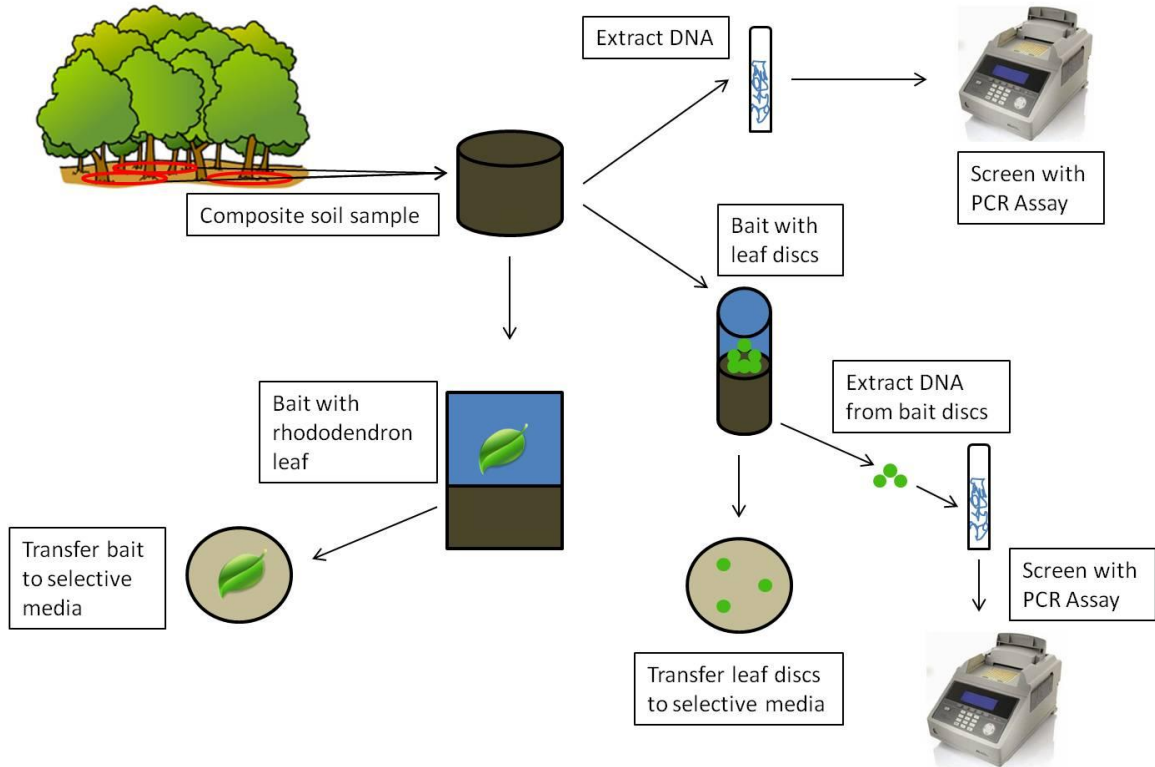 Extract DNA
Composite soil sample
Screen with
PCR Assay
Bait with
leaf discs
Bait with
rhododendron
leaf
Extract DNA
from bait discs
Transfer bait
to selective
media
Screen with
PCR Assay
Transfer leaf discs
to selective media